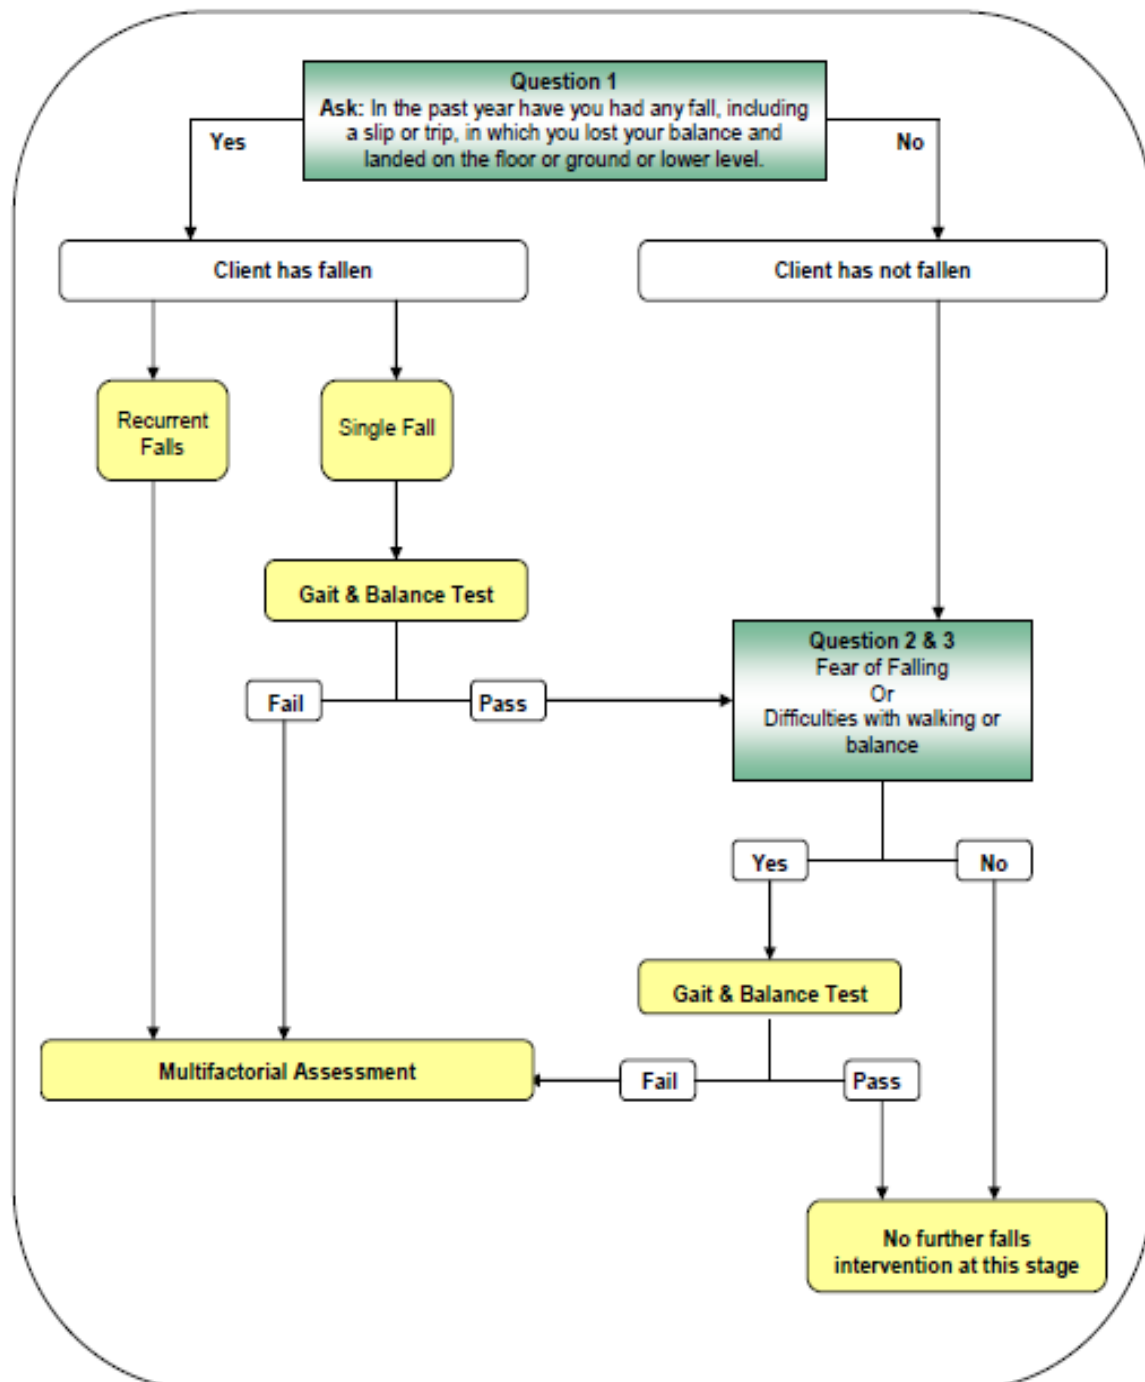 Question 1
Ask: In the past year have you had any fall, including
a slip or trip, in which you lost your balance and
landed on the floor or ground or lower level.
Yes
No
Client has fallen
Client has not fallen
Recurrent
Falls
Single Fall
Gait & Balance Test
Question 2 & 3
Fear of Falling
Or
Difficulties with walking or
balance
Fail
Pass
Yes
No
Gait & Balance Test
Multifactorial Assessment
Fail
Pass
No further falls
intervention at this stage